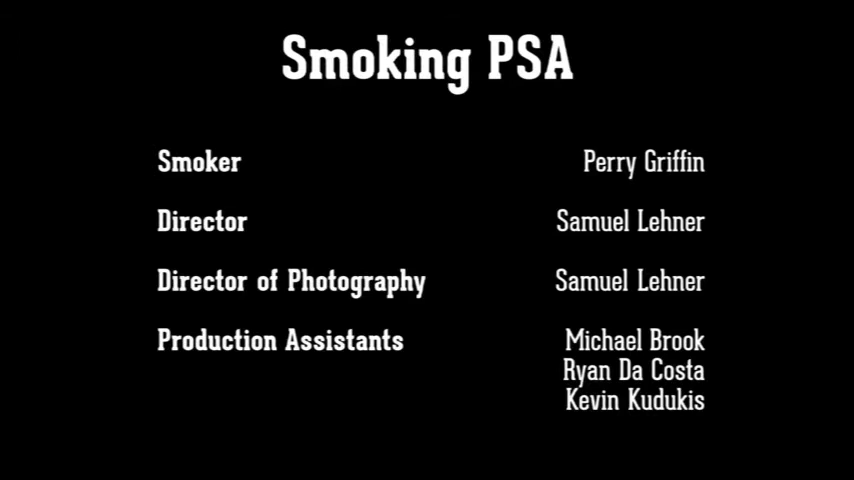 Smoking PSA
Smoker Perry Griffin
Director Samuel Lehner
Director of Photography Samuel Lehner
Production Assistants Michael Brook
Ryan Da Costa
Kevin Kudukis